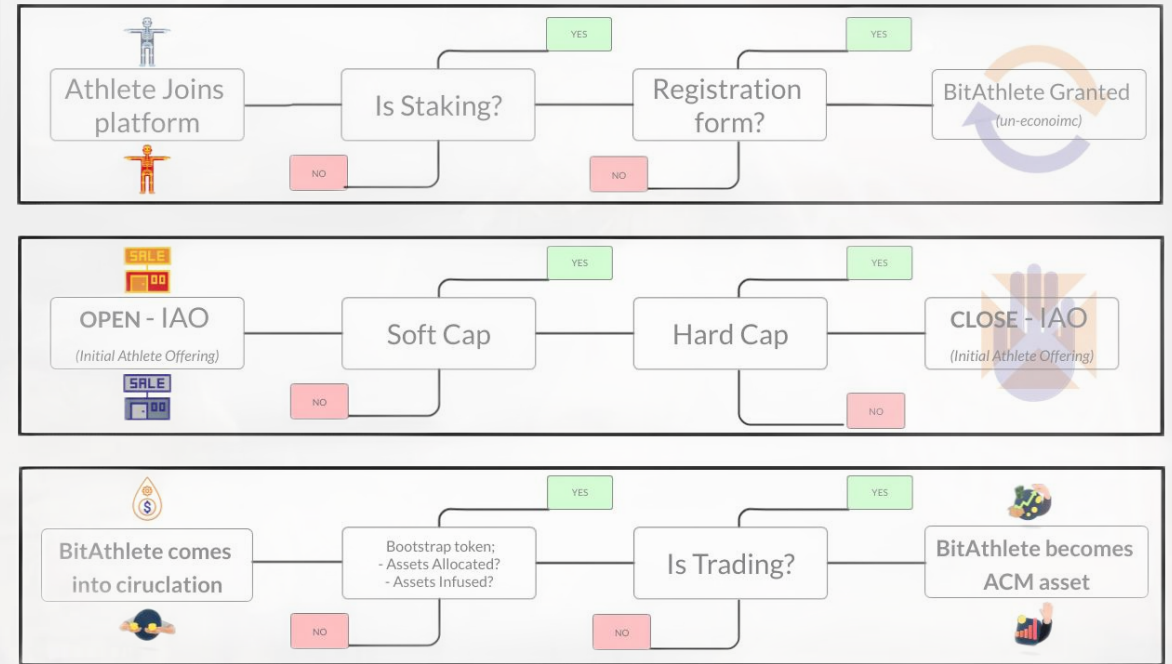 YES
YES
Athlete Joins
platform
Is Staking?
Registration
form?
BitAthlete Granted
(un-econoimc)
NO
NO
SALE
YES
YES
OPEN - IAO
(Initial Athlete Offering)
Soft Cap
Hard Cap
CLOSE - IAO
(Initial Athlete Offering)
SALE
NO
NO
YES
YES
BitAthlete comes
into ciruclation
Bootstrap token;
- Assets Allocated?
- Assets Infused?
Is Trading?
BitAthlete becomes
ACM asset
NO
NO